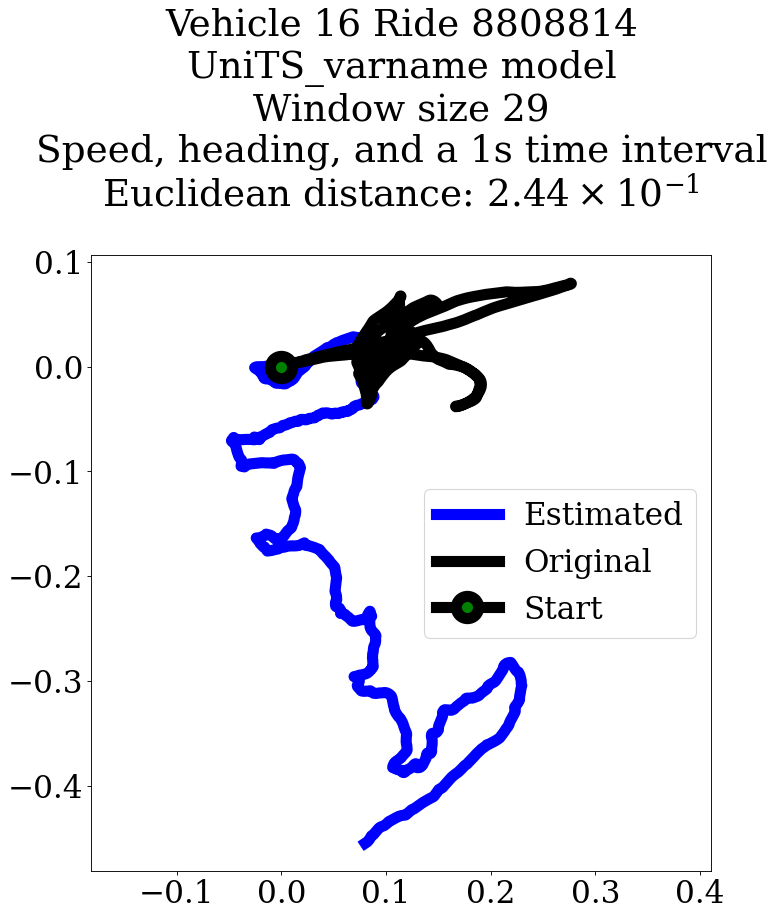 Vehicle 16 Ride 8808814
UniTS_varname model
Window size 29
Speed, heading, and a 1s time interval
Euclidean distance: 2.44 × 10⁻¹
0.1
0.0
−0.1
−0.2
−0.3
−0.4
Estimated
Original
Start
−0.1 0.0 0.1 0.2 0.3 0.4